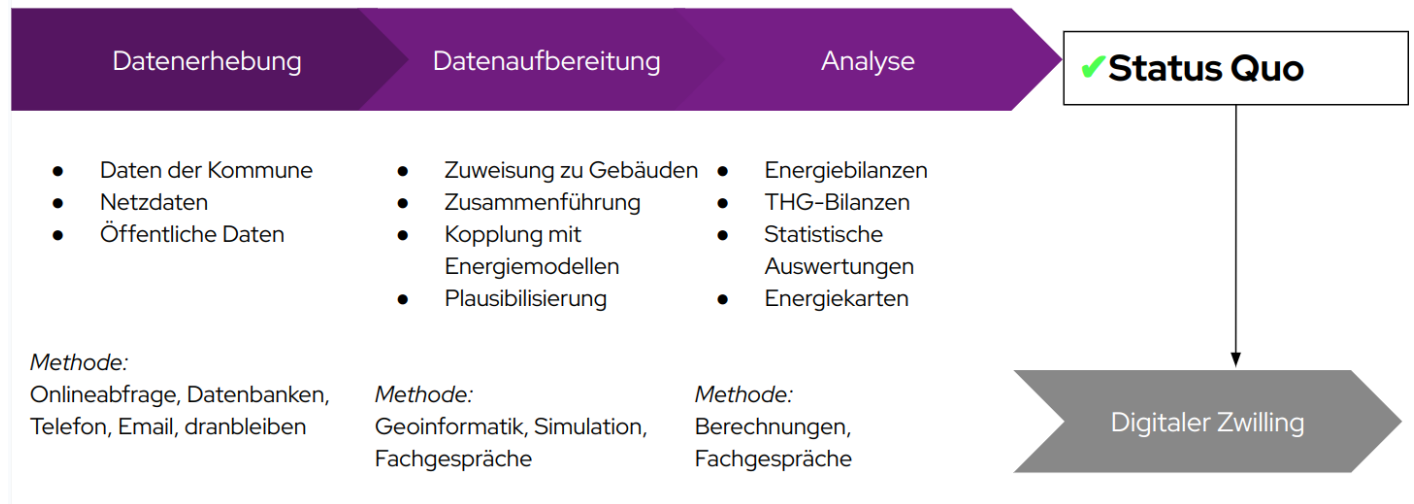 Datenerhebung
Datenaufbereitung
Analyse
✔Status Quo
● Daten der Kommune
● Netzdaten
● Öffentliche Daten
Methode:
Onlineabfrage, Datenbanken,
Telefon, Email, dranbleiben
● Zuweisung zu Gebäuden
● Zusammenführung
● Kopplung mit
Energiemodellen
● Plausibilisierung
Methode:
Geoinformatik, Simulation,
Fachgespräche
● Energiebilanzen
● THG-Bilanzen
● Statistische
Auswertungen
● Energiekarten
Methode:
Berechnungen,
Fachgespräche
Digitaler Zwilling